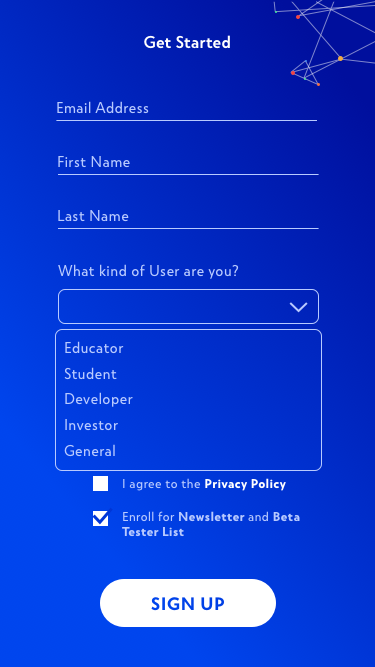 Get Started
Email Address
First Name
Last Name
What kind of User are you?
Educator
Student
Developer
Investor
General
I agree to the Privacy Policy
Enroll for Newsletter and Beta
Tester List
SIGN UP